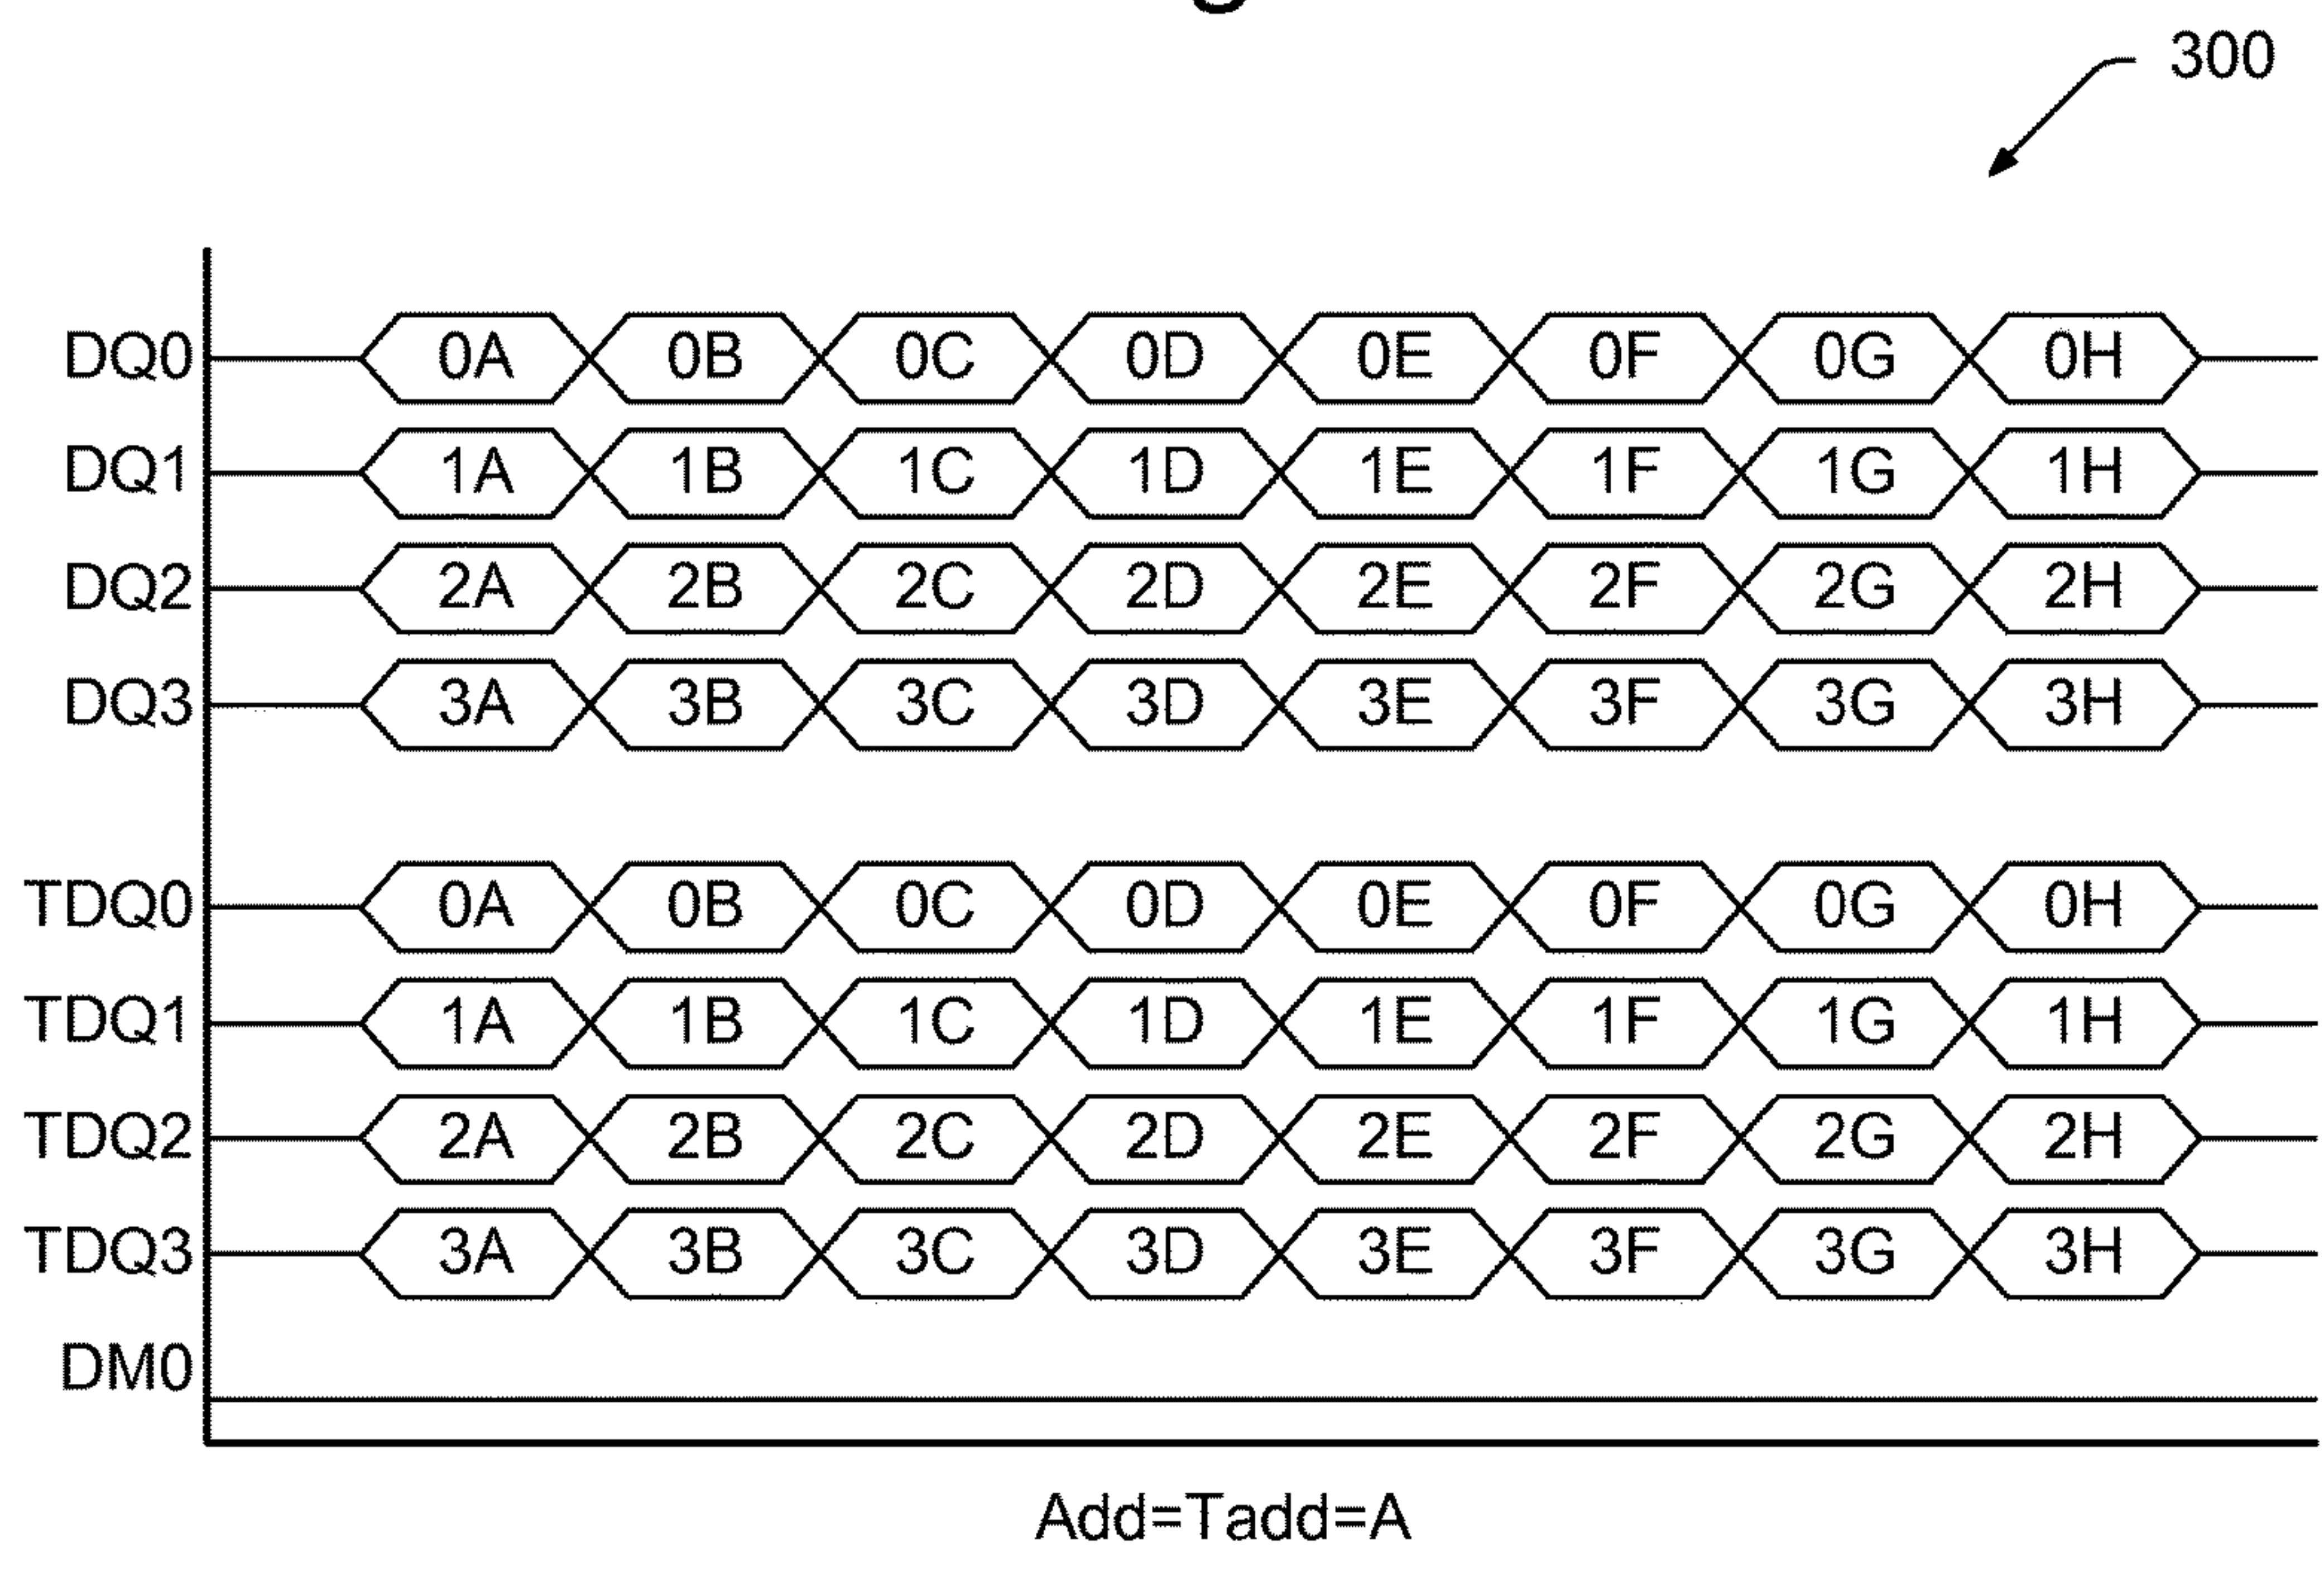 300
DQ0 0A 0B 0C 0D 0E 0F 0G 0H
DQ1 1A 1B 1C 1D 1E 1F 1G 1H
DQ2 2A 2B 2C 2D 2E 2F 2G 2H
DQ3 3A 3B 3C 3D 3E 3F 3G 3H
TDQ0 0A 0B 0C 0D 0E 0F 0G 0H
TDQ1 1A 1B 1C 1D 1E 1F 1G 1H
TDQ2 2A 2B 2C 2D 2E 2F 2G 2H
TDQ3 3A 3B 3C 3D 3E 3F 3G 3H
DM0
Add=Tadd=A